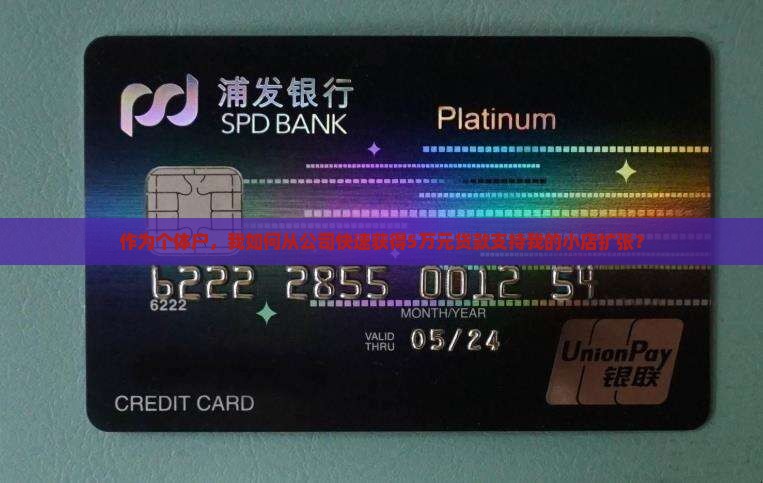 浦发银行
SPD BANK
Platinum
作为个体户，我如何从公司快速获得5万元贷款支持我的小店扩张？
6222 2855 0012 54
6222
MONTH/YEAR
VALID THRU 05/24
UnionPay
银联
CREDIT CARD